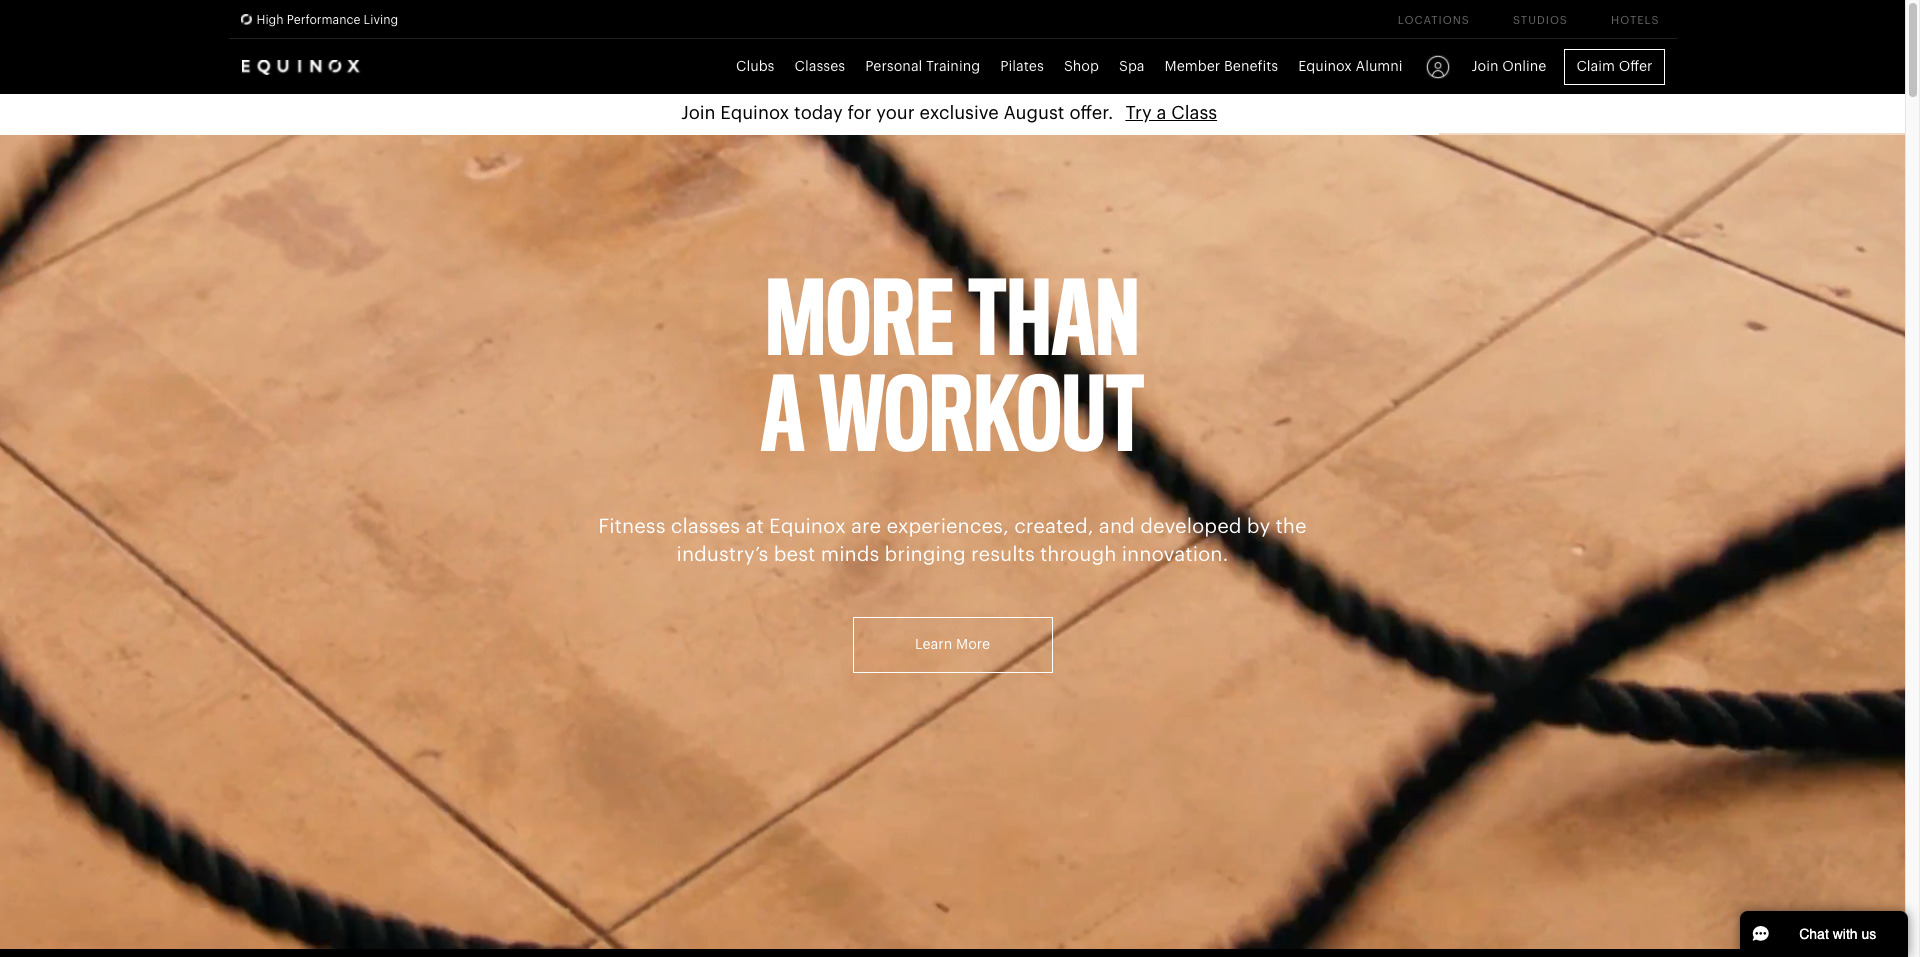 High Performance Living
LOCATIONS STUDIOS HOTELS
EQUINOX
Clubs Classes Personal Training Pilates Shop Spa Member Benefits Equinox Alumni Join Online Claim Offer
Join Equinox today for your exclusive August offer. Try a Class
MORE THAN
A WORKOUT
Fitness classes at Equinox are experiences, created, and developed by the
industry’s best minds bringing results through innovation.
Learn More
Chat with us